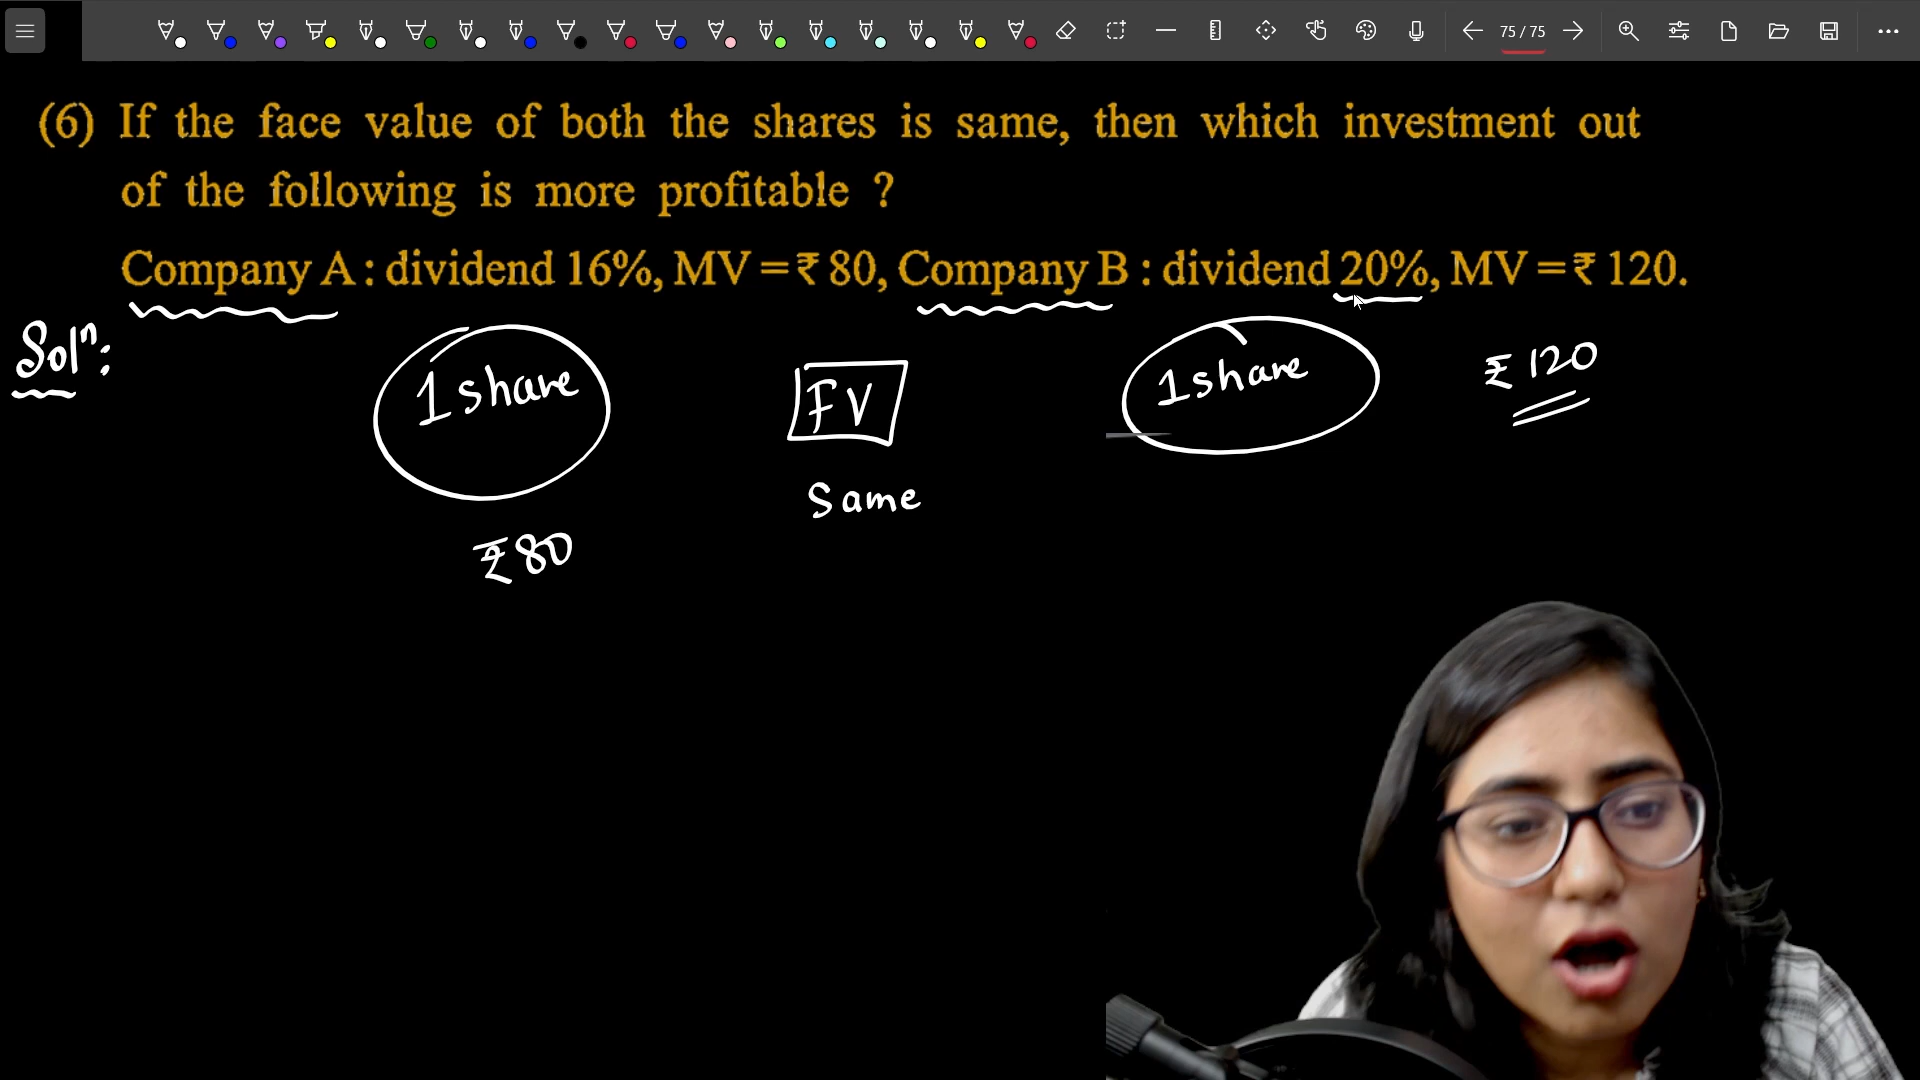 75 / 75
(6) If the face value of both the shares is same, then which investment out
of the following is more profitable ?
Company A : dividend 16%, MV = ₹ 80, Company B : dividend 20%, MV = ₹ 120.
Solⁿ:
1 share
FV
Same
₹80
1 share
₹ 120